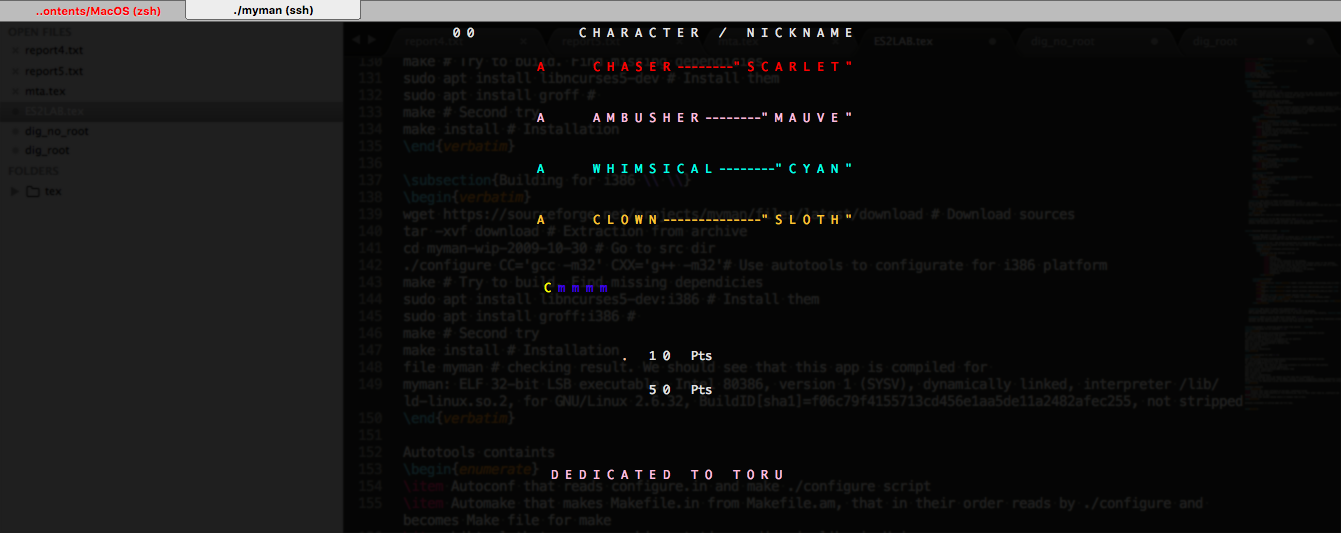 ..ontents/MacOS (zsh)
./myman (ssh)
OPEN FILES
report4.txt
report5.txt
mta.tex
ES2LAB.tex
dig_no_root
dig_root
FOLDERS
tex
report4.txt
mta.tex
ES2LAB.tex
dig_no_root
dig_root
00 CHARACTER / NICKNAME
A CHASER--------"SCARLET"
A AMBUSHER--------"MAUVE"
A WHIMSICAL--------"CYAN"
A CLOWN--------------"SLOTH"
Cmmmm
. 10 Pts
50 Pts
DEDICATED TO TORU
130 make # Try to build. Find missing dependicies
131 sudo apt install libncurses5-dev # Install them
132 sudo apt install groff #
133 make # Second try
134 make install # Installation
135 \end{verbatim}
136
137 \subsection{Building for i386 \\ \\}
138 \begin{verbatim}
139 wget https://sourceforge.net/projects/myman/files/latest/download # Download sources
140 tar -xvf download # Extraction from archive
141 cd myman-wip-2009-10-30 # Go to src dir
142 ./configure CC='gcc -m32' CXX='g++ -m32'# Use autotools to configurate for i386 platform
143 make # Try to build. Find missing dependicies
144 sudo apt install libncurses5-dev:i386 # Install them
145 sudo apt install groff:i386 #
146 make # Second try
147 make install # Installation
148 file myman # checking result. We should see that this app is compiled for
149 myman: ELF 32-bit LSB executable, Intel 80386, version 1 (SYSV), dynamically linked, interpreter /lib/
ld-linux.so.2, for GNU/Linux 2.6.32, BuildID[sha1]=f06c79f4155713cd456e1aa5de11a2482afec255, not stripped
150 \end{verbatim}
151
152 Autotools containts
153 \begin{enumerate}
154 \item Autoconf that reads configure.in and make ./configure script
155 \item Automake that makes Makefile.in from Makefile.am, that in their order reads by ./configure and
becomes Make file for make